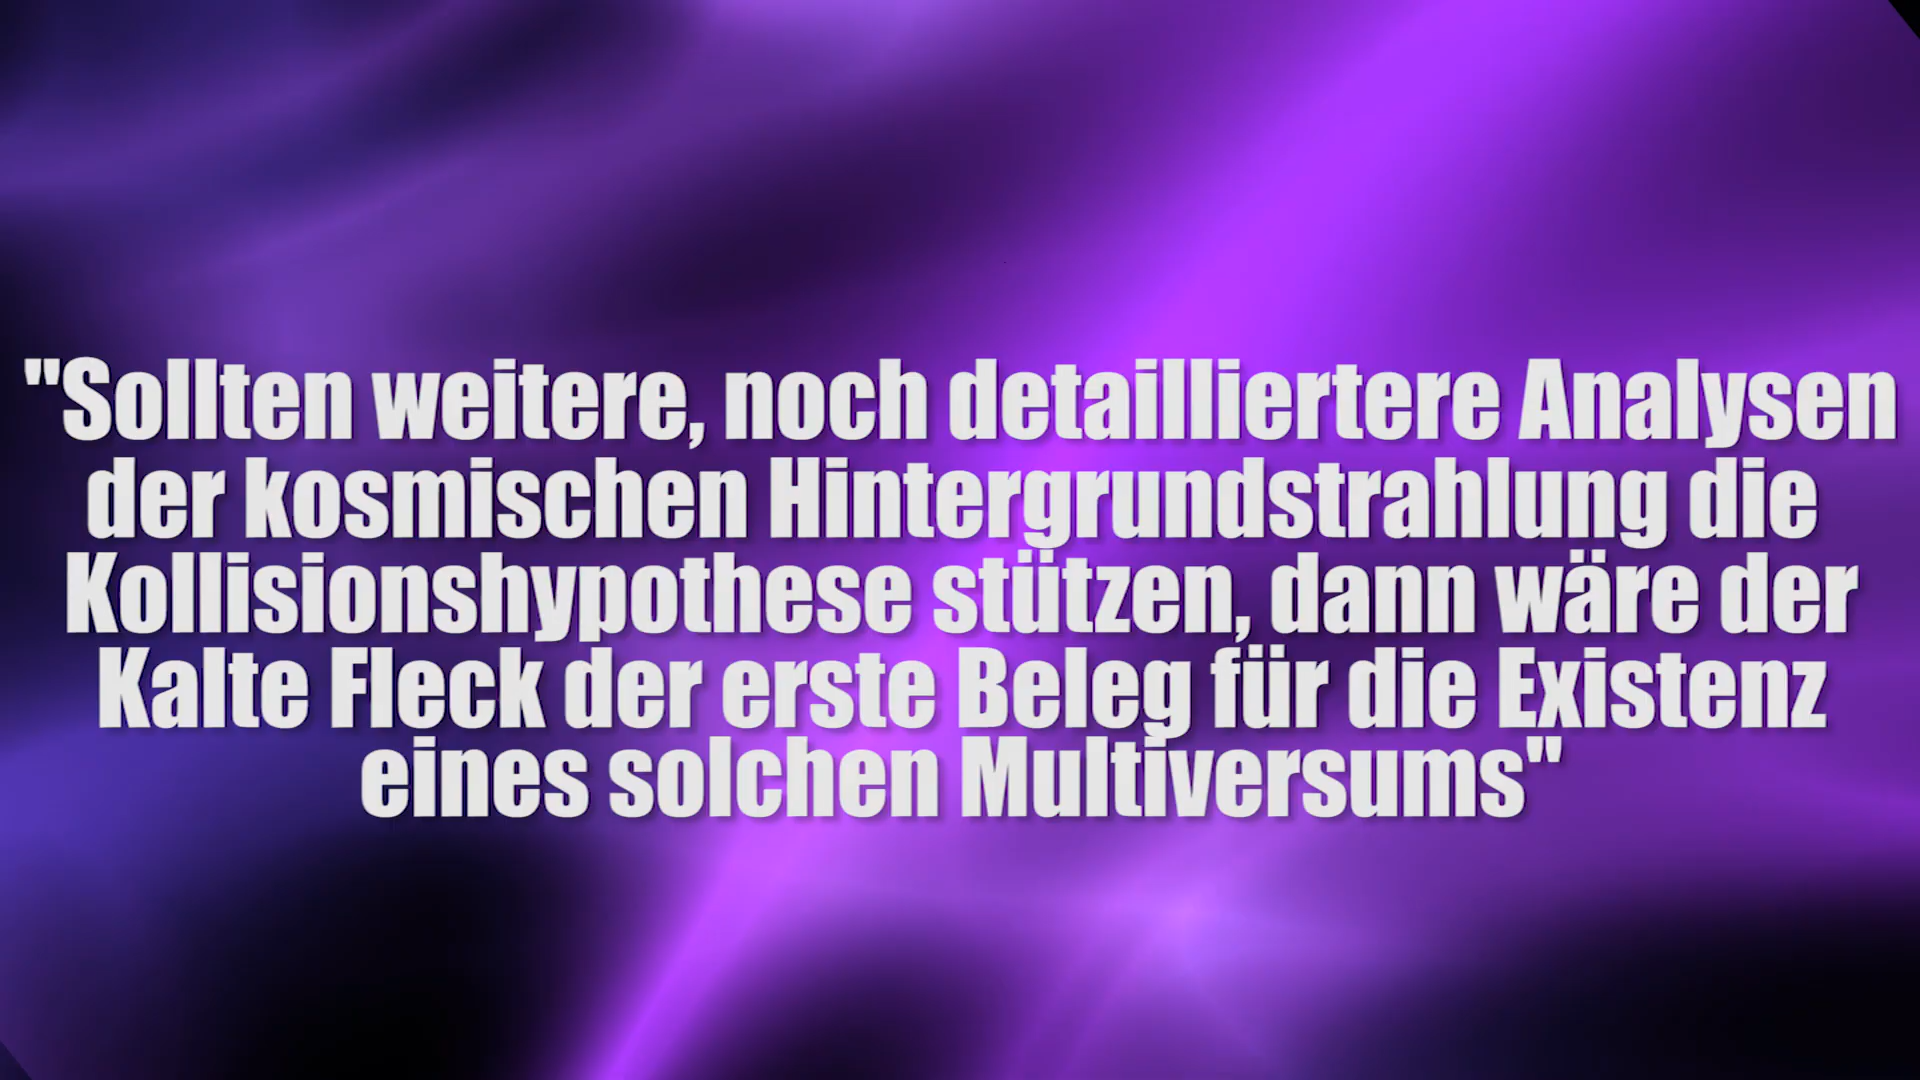 "Sollten weitere, noch detailliertere Analysen
der kosmischen Hintergrundstrahlung die
Kollisionshypothese stützen, dann wäre der
Kalte Fleck der erste Beleg für die Existenz
eines solchen Multiversums"